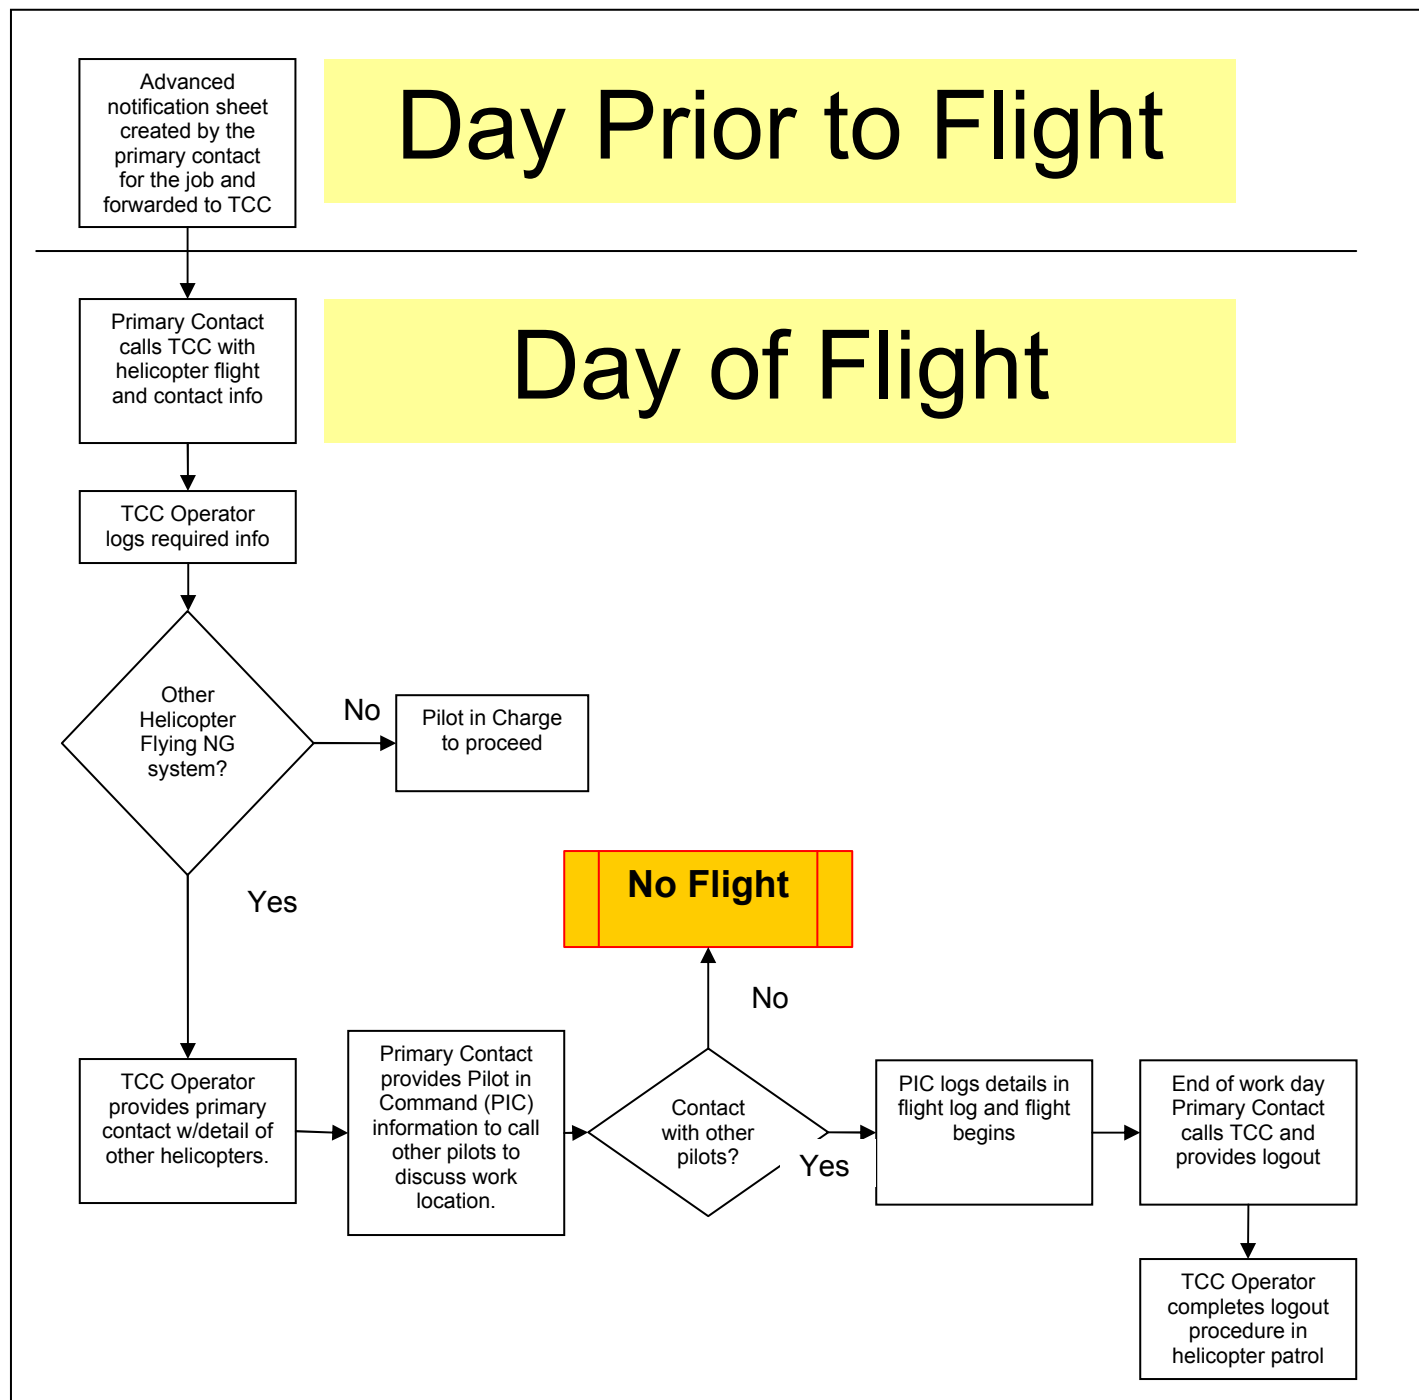 Advanced
notification sheet
created by the
primary contact
for the job and
forwarded to TCC
Day Prior to Flight
Primary Contact
calls TCC with
helicopter flight
and contact info
Day of Flight
TCC Operator
logs required info
Other
Helicopter
Flying NG
system?
No
Pilot in Charge
to proceed
Yes
No Flight
No
TCC Operator
provides primary
contact w/detail of
other helicopters.
Primary Contact
provides Pilot in
Command (PIC)
information to call
other pilots to
discuss work
location.
Contact
with other
pilots?
Yes
PIC logs details in
flight log and flight
begins
End of work day
Primary Contact
calls TCC and
provides logout
TCC Operator
completes logout
procedure in
helicopter patrol